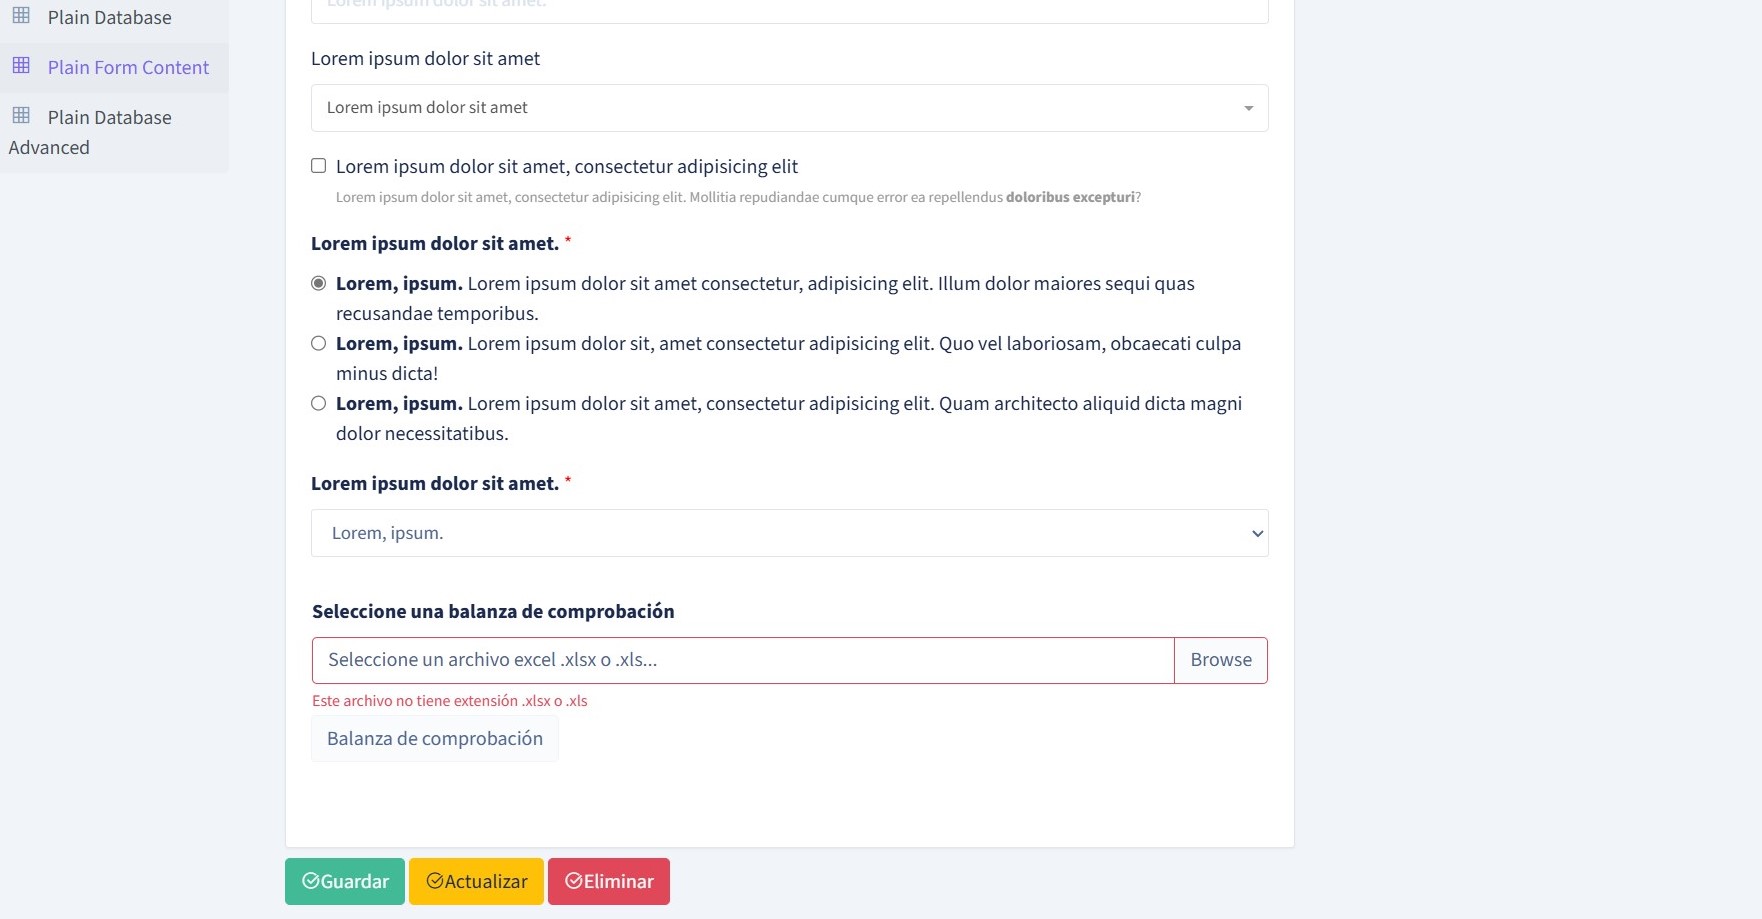 Plain Database
Plain Form Content
Plain Database
Advanced
Lorem ipsum dolor sit amet.
Lorem ipsum dolor sit amet
Lorem ipsum dolor sit amet
Lorem ipsum dolor sit amet, consectetur adipisicing elit
Lorem ipsum dolor sit amet, consectetur adipisicing elit. Mollitia repudiandae cumque error ea repellendus doloribus excepturi?
Lorem ipsum dolor sit amet. *
Lorem, ipsum. Lorem ipsum dolor sit amet consectetur, adipisicing elit. Illum dolor maiores sequi quas
recusandae temporibus.
Lorem, ipsum. Lorem ipsum dolor sit, amet consectetur adipisicing elit. Quo vel laboriosam, obcaecati culpa
minus dicta!
Lorem, ipsum. Lorem ipsum dolor sit amet, consectetur adipisicing elit. Quam architecto aliquid dicta magni
dolor necessitatibus.
Lorem ipsum dolor sit amet. *
Lorem, ipsum.
Seleccione una balanza de comprobación
Seleccione un archivo excel .xlsx o .xls...
Browse
Este archivo no tiene extensión .xlsx o .xls
Balanza de comprobación
Guardar
Actualizar
Eliminar